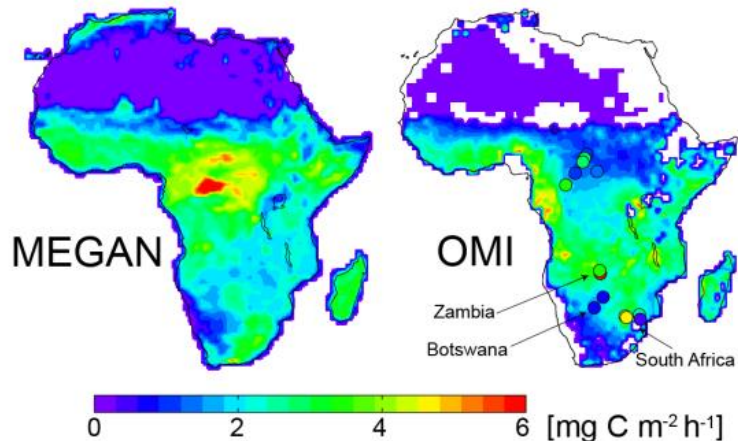 MEGAN
OMI
Zambia
Botswana
South Africa
0 2 4 6 [mg C m-2 h-1]